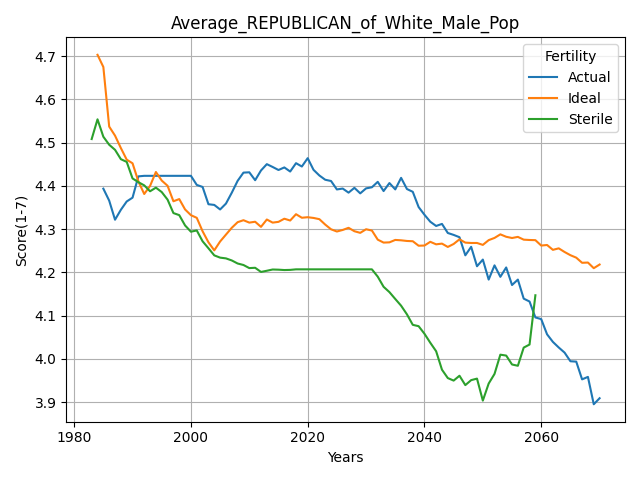 Average_REPUBLICAN_of_White_Male_Pop
Fertility
Actual
Ideal
Sterile
Score(1-7)
4.7
4.6
4.5
4.4
4.3
4.2
4.1
4.0
3.9
1980
2000
2020
2040
2060
Years